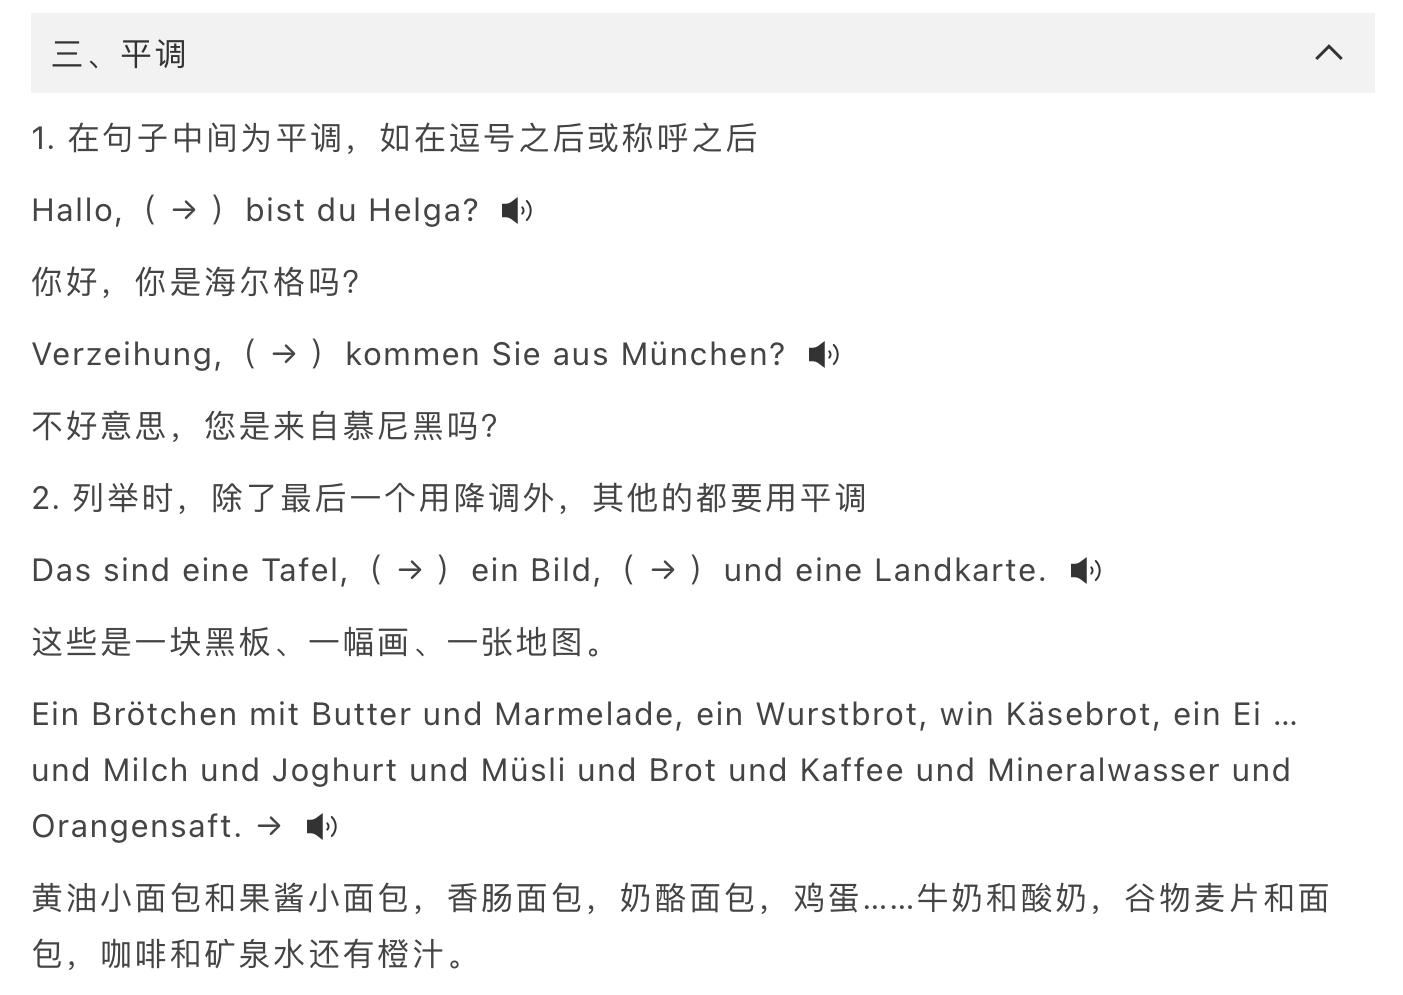 三、平调
1. 在句子中间为平调，如在逗号之后或称呼之后
Hallo,（ → ）bist du Helga?
你好，你是海尔格吗?
Verzeihung,（ → ）kommen Sie aus München?
不好意思，您是来自慕尼黑吗?
2. 列举时，除了最后一个用降调外，其他的都要用平调
Das sind eine Tafel,（ → ）ein Bild,（ → ）und eine Landkarte.
这些是一块黑板、一幅画、一张地图。
Ein Brötchen mit Butter und Marmelade, ein Wurstbrot, win Käsebrot, ein Ei ...
und Milch und Joghurt und Müsli und Brot und Kaffee und Mineralwasser und
Orangensaft. →
黄油小面包和果酱小面包，香肠面包，奶酪面包，鸡蛋……牛奶和酸奶，谷物麦片和面
包，咖啡和矿泉水还有橙汁。